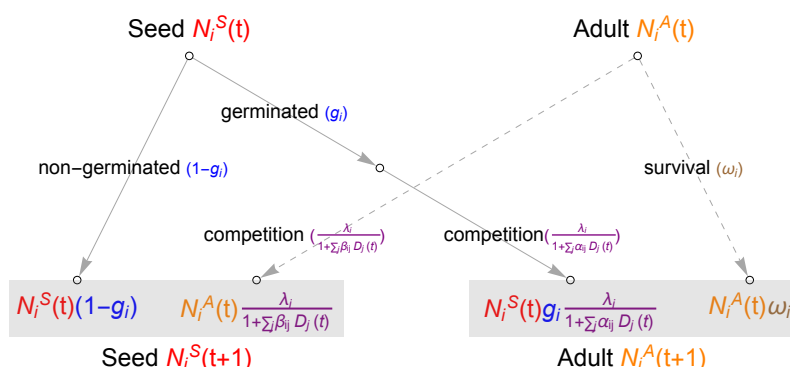 Seed N_i^S(t) Adult N_i^A(t)
germinated (g_i)
non−germinated (1-g_i) survival (ω_i)
competition (λ_i/(1+∑_j β_ij D_j (t))) competition(λ_i/(1+∑_j α_ij D_j (t)))
N_i^S(t)(1-g_i) N_i^A(t) λ_i/(1+∑_j β_ij D_j (t)) N_i^S(t)g_i λ_i/(1+∑_j α_ij D_j (t)) N_i^A(t)ω_i
Seed N_i^S(t+1) Adult N_i^A(t+1)